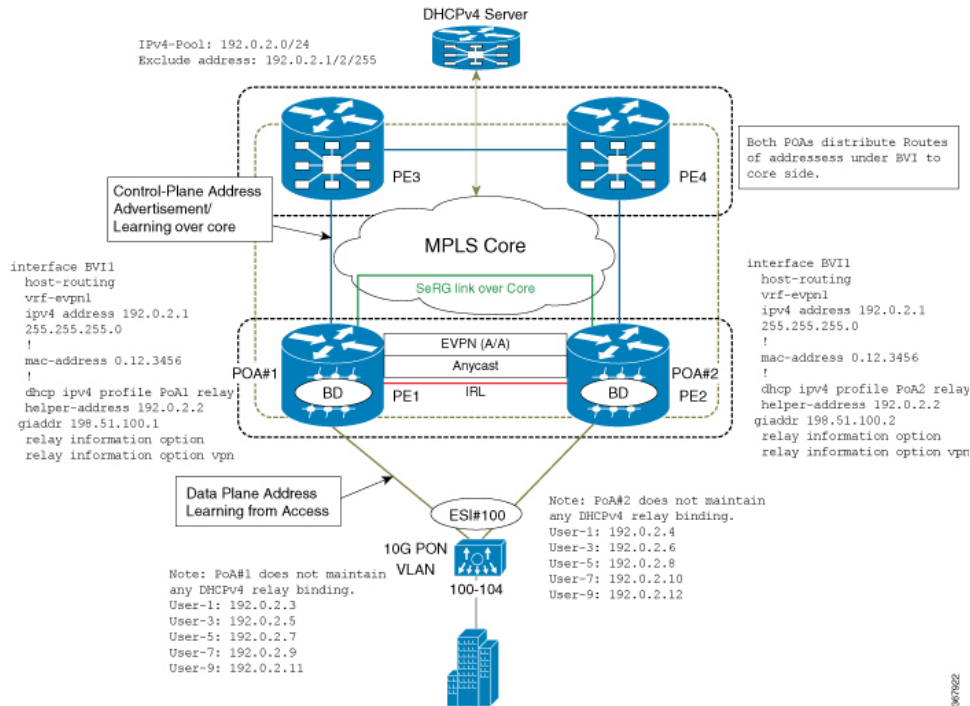 DHCPv4 Server
IPv4-Pool: 192.0.2.0/24
Exclude address: 192.0.2.1/2/255
PE3
PE4
Both POAs distribute Routes
of addressess under BVI to
core side.
Control-Plane Address
Advertisement/
Learning over core
MPLS Core
SeRG link over Core
interface BVI1
host-routing
vrf-evpn1
ipv4 address 192.0.2.1
255.255.255.0
!
mac-address 0.12.3456
!
dhcp ipv4 profile PoA1 relay
helper-address 192.0.2.2
giaddr 198.51.100.1
relay information option
relay information option vpn
interface BVI1
host-routing
vrf-evpn1
ipv4 address 192.0.2.1
255.255.255.0
!
mac-address 0.12.3456
!
dhcp ipv4 profile PoA2 relay
helper-address 192.0.2.2
giaddr 198.51.100.2
relay information option
relay information option vpn
EVPN (A/A)
Anycast
IRL
POA#1
BD
PE1
POA#2
BD
PE2
Data Plane Address
Learning from Access
ESI#100
10G PON
VLAN
100-104
Note: PoA#2 does not maintain
any DHCPv4 relay binding.
User-1: 192.0.2.4
User-3: 192.0.2.6
User-5: 192.0.2.8
User-7: 192.0.2.10
User-9: 192.0.2.12
Note: PoA#1 does not maintain
any DHCPv4 relay binding.
User-1: 192.0.2.3
User-3: 192.0.2.5
User-5: 192.0.2.7
User-7: 192.0.2.9
User-9: 192.0.2.11
367922